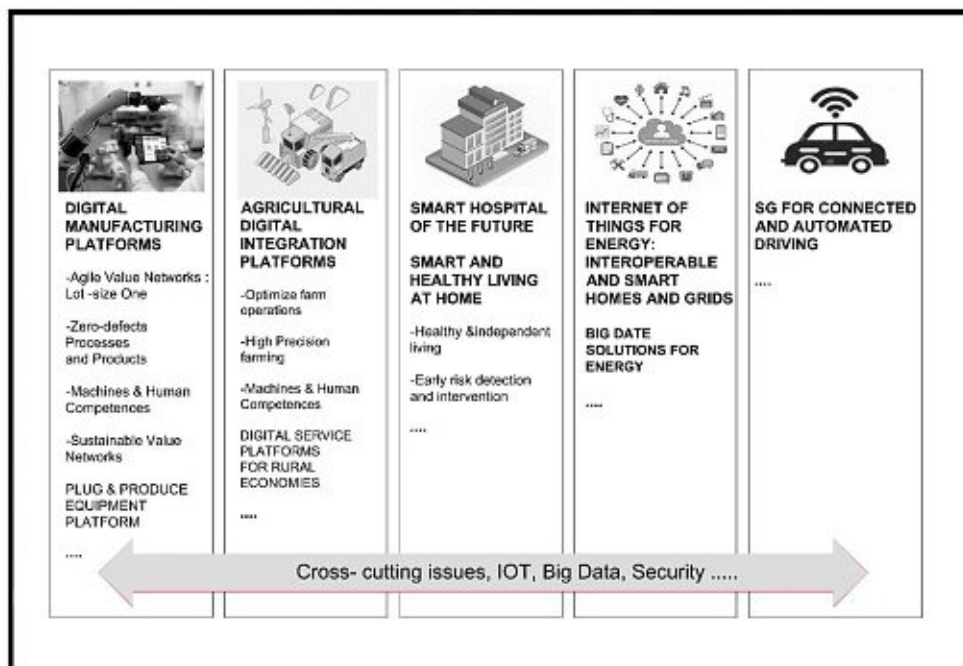 DIGITAL
MANUFACTURING
PLATFORMS
-Agile Value Networks :
Lot -size One
-Zero-defects
Processes
and Products
-Machines & Human
Competences
-Sustainable Value
Networks
PLUG & PRODUCE
EQUIPMENT
PLATFORM
....
AGRICULTURAL
DIGITAL
INTEGRATION
PLATFORMS
-Optimize farm
operations
-High Precision
farming
-Machines & Human
Competences
DIGITAL SERVICE
PLATFORMS
FOR RURAL
ECONOMIES
....
SMART HOSPITAL
OF THE FUTURE
SMART AND
HEALTHY LIVING
AT HOME
-Healthy &independent
living
-Early risk detection
and intervention
....
INTERNET OF
THINGS FOR
ENERGY:
INTEROPERABLE
AND SMART
HOMES AND GRIDS
BIG DATE
SOLUTIONS FOR
ENERGY
....
SG FOR CONNECTED
AND AUTOMATED
DRIVING
....
Cross- cutting issues, IOT, Big Data, Security .....